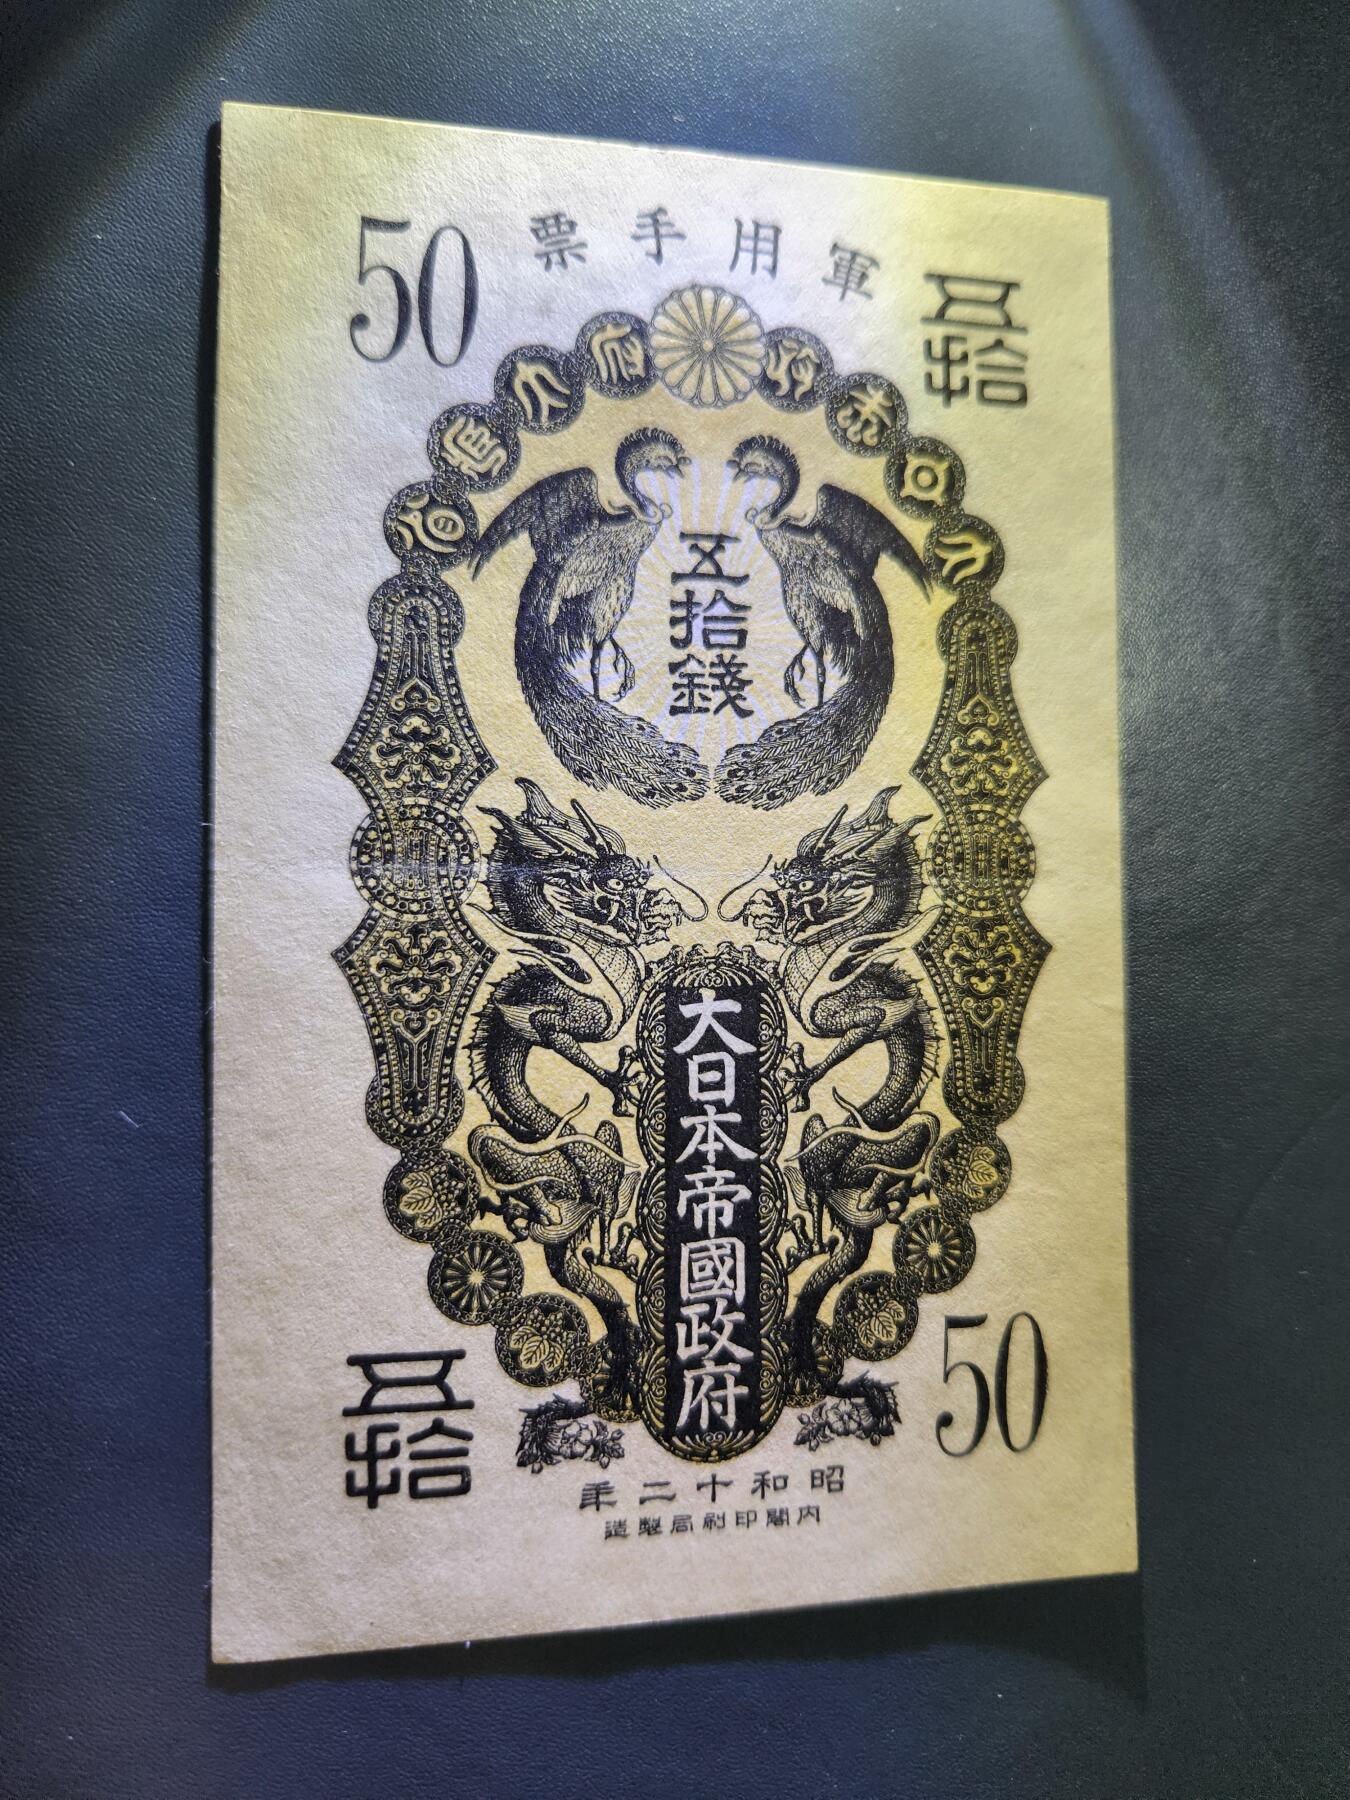 50
票手用軍
五拾
五拾錢
大日本帝國政府
五拾
50
年二十和昭
造製局刷印閣内